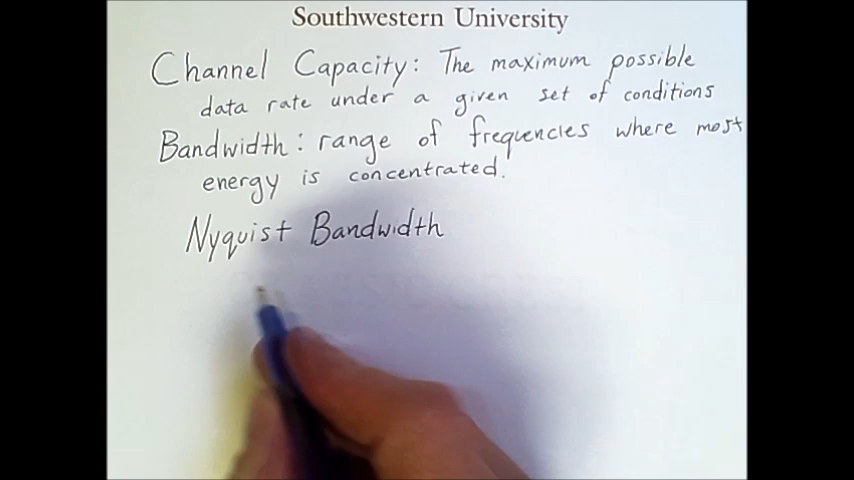 Southwestern University
Channel Capacity: The maximum possible
data rate under a given set of conditions
Bandwidth: range of frequencies where most
energy is concentrated.
Nyquist Bandwidth